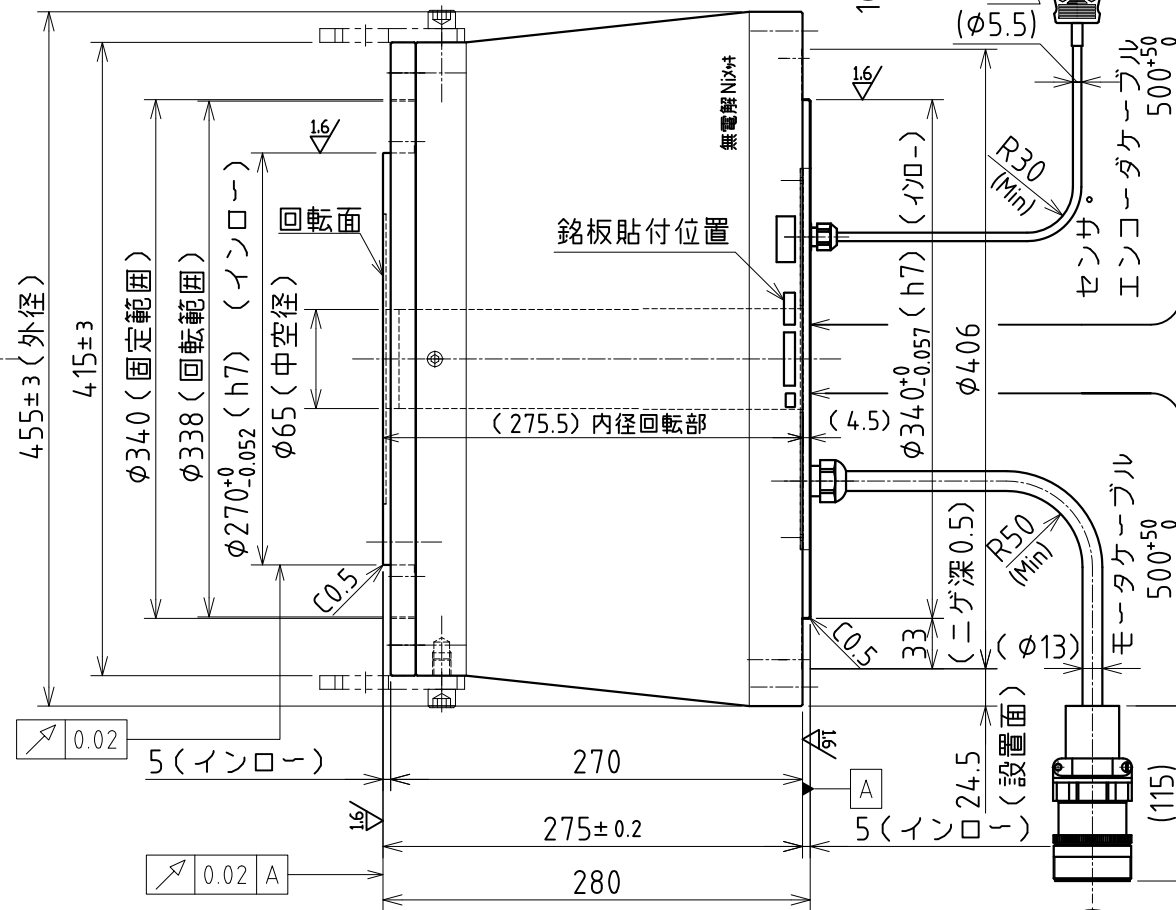 (φ5.5)
センサ。
エンコーダケーブル
500+50 0
無電解Niメッキ
1.6
1.6
R30
(Min)
回転面
銘板貼付位置
455±3(外径)
415±3
φ340(固定範囲)
φ338(回転範囲)
φ270+0 -0.052(h7) (インロー)
φ65(中空径)
(275.5)内径回転部
(4.5)
φ340+0 -0.057(h7) (インロー)
φ406
モータケーブル
500+50 0
R50
(Min)
C0.5
C0.5
33
(ニゲ深0.5)
(φ13)
0.02
5(インロー)
270
1.6
A
24.5
(設置面)
(115)
1.6
275±0.2
5(インロー)
0.02 A
280